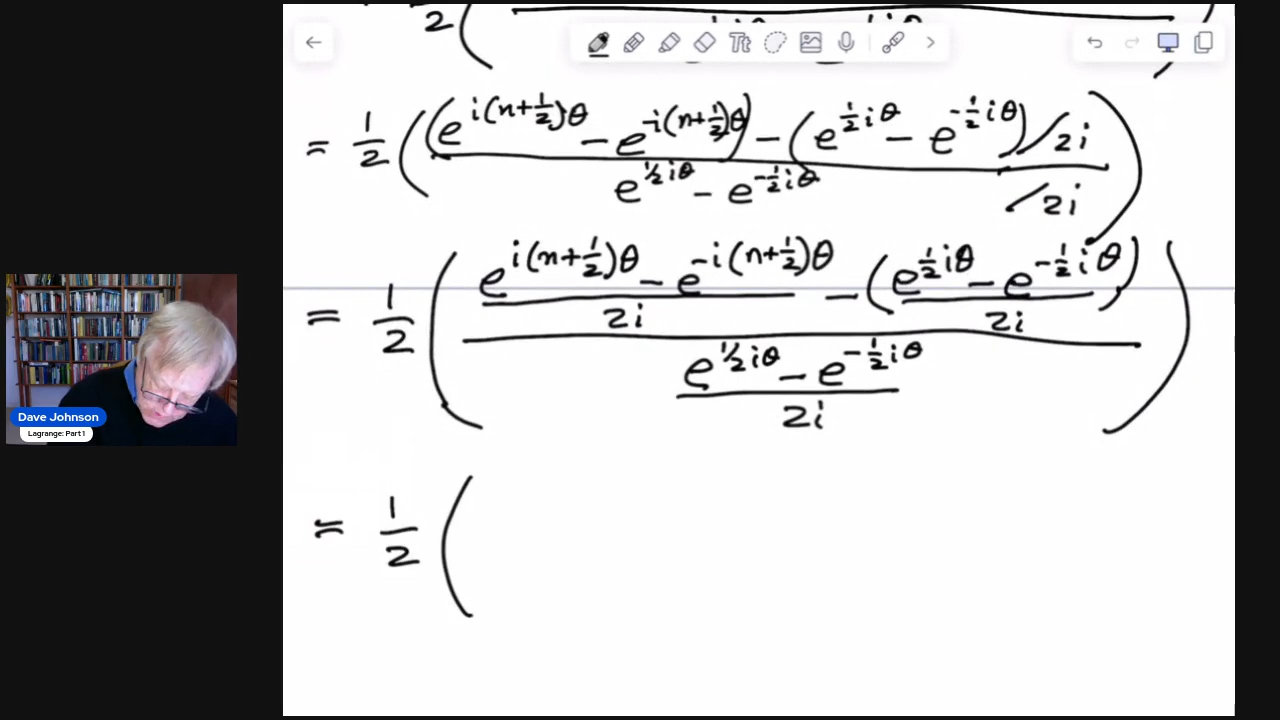 1/2 (
= 1/2 ( (e^{i(n+1/2)θ} - e^{-i(n+1/2)θ}) - (e^{1/2 iθ} - e^{-1/2 iθ}) / 2i )
e^{1/2 iθ} - e^{-1/2 iθ} / 2i
= 1/2 ( (e^{i(n+1/2)θ} - e^{-i(n+1/2)θ})/2i - (e^{1/2 iθ} - e^{-1/2 iθ})/2i )
(e^{1/2 iθ} - e^{-1/2 iθ})/2i
Dave Johnson
Lagrange: Part 1
= 1/2 (